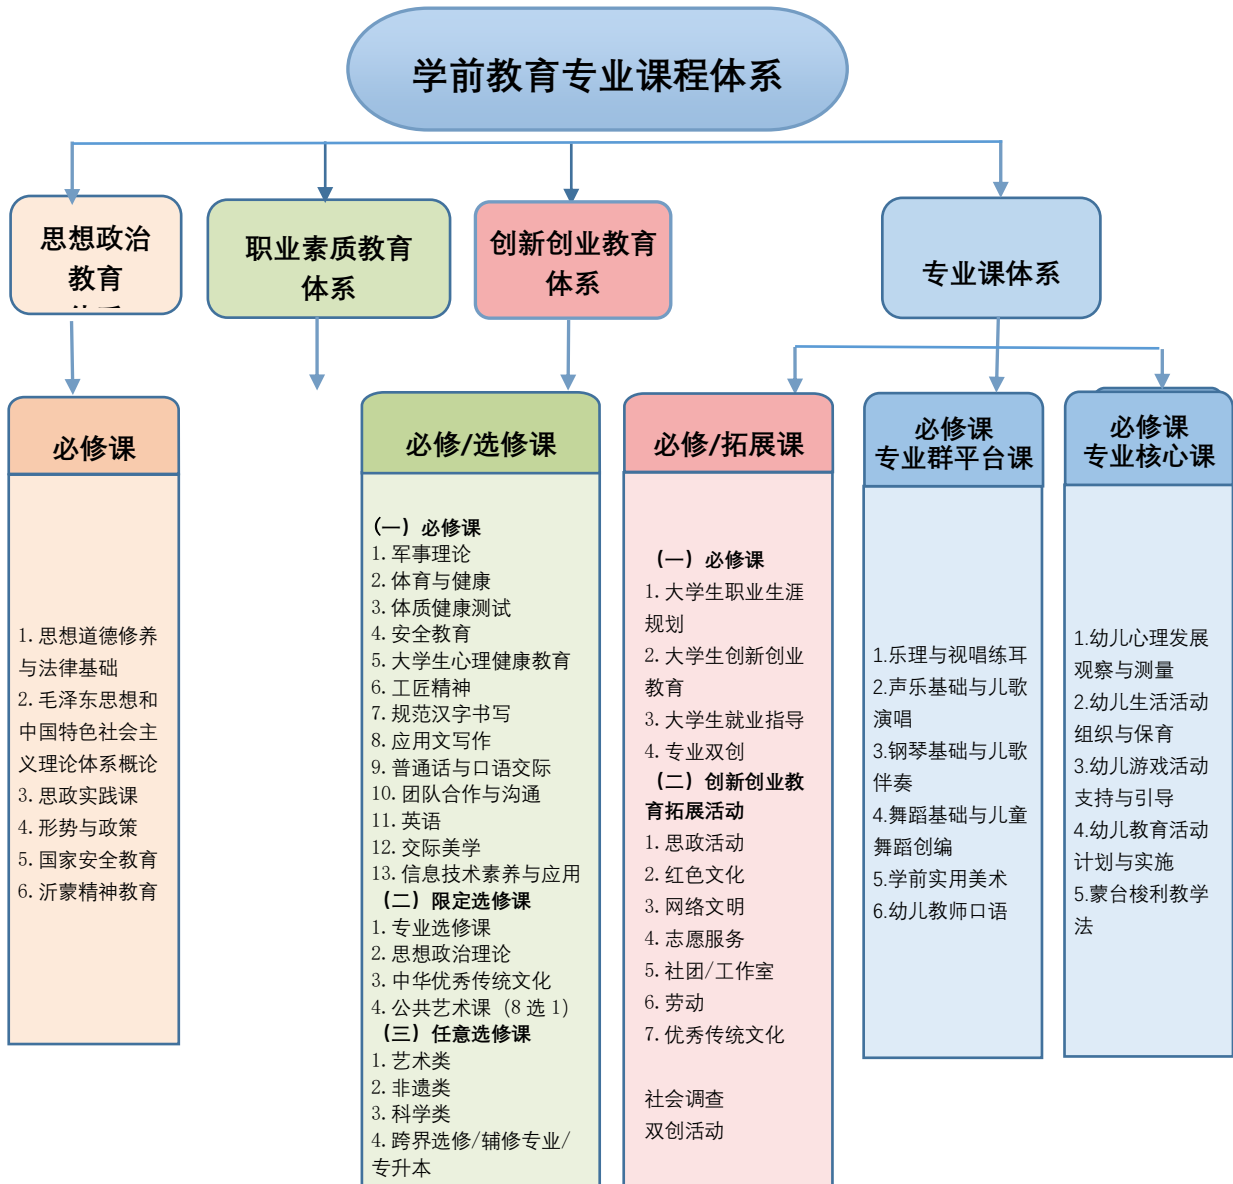 学前教育专业课程体系
思想政治
教育
职业素质教育
体系
创新创业教育
体系
专业课体系
必修课
1. 思想道德修养
与法律基础
2. 毛泽东思想和
中国特色社会主
义理论体系概论
3. 思政实践课
4. 形势与政策
5. 国家安全教育
6. 沂蒙精神教育
必修/选修课
(一) 必修课
1. 军事理论
2. 体育与健康
3. 体质健康测试
4. 安全教育
5. 大学生心理健康教育
6. 工匠精神
7. 规范汉字书写
8. 应用文写作
9. 普通话与口语交际
10. 团队合作与沟通
11. 英语
12. 交际美学
13. 信息技术素养与应用
(二) 限定选修课
1. 专业选修课
2. 思想政治理论
3. 中华优秀传统文化
4. 公共艺术课 (8 选 1)
(三) 任意选修课
1. 艺术类
2. 非遗类
3. 科学类
4. 跨界选修/辅修专业/
专升本
必修/拓展课
(一) 必修课
1. 大学生职业生涯
规划
2. 大学生创新创业
教育
3. 大学生就业指导
4. 专业双创
(二) 创新创业教
育拓展活动
1. 思政活动
2. 红色文化
3. 网络文明
4. 志愿服务
5. 社团/工作室
6. 劳动
7. 优秀传统文化
社会调查
双创活动
必修课
专业群平台课
1.乐理与视唱练耳
2.声乐基础与儿歌
演唱
3.钢琴基础与儿歌
伴奏
4.舞蹈基础与儿童
舞蹈创编
5.学前实用美术
6.幼儿教师口语
必修课
专业核心课
1.幼儿心理发展
观察与测量
2.幼儿生活活动
组织与保育
3.幼儿游戏活动
支持与引导
4.幼儿教育活动
计划与实施
5.蒙台梭利教学
法